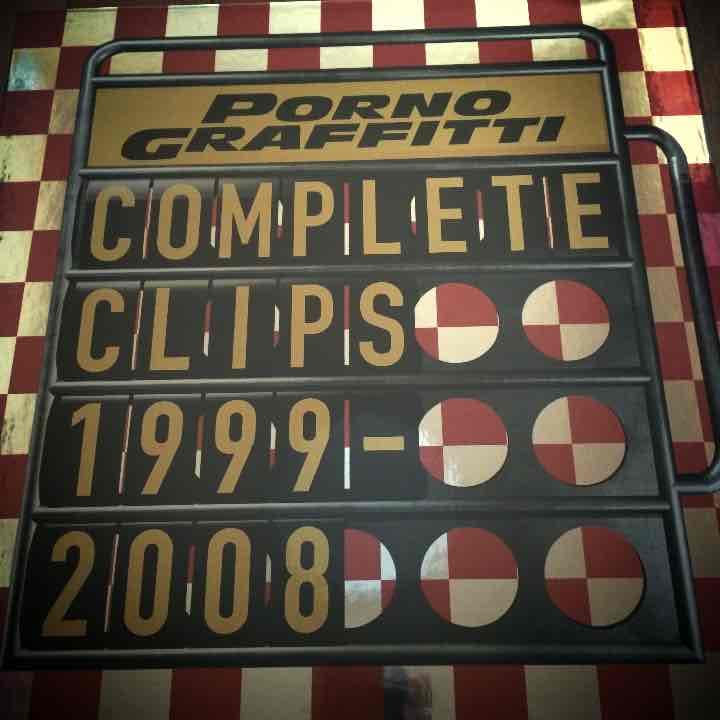 PORNO
GRAFFITTI
COMPLETE
CLIPS
1999-
2008